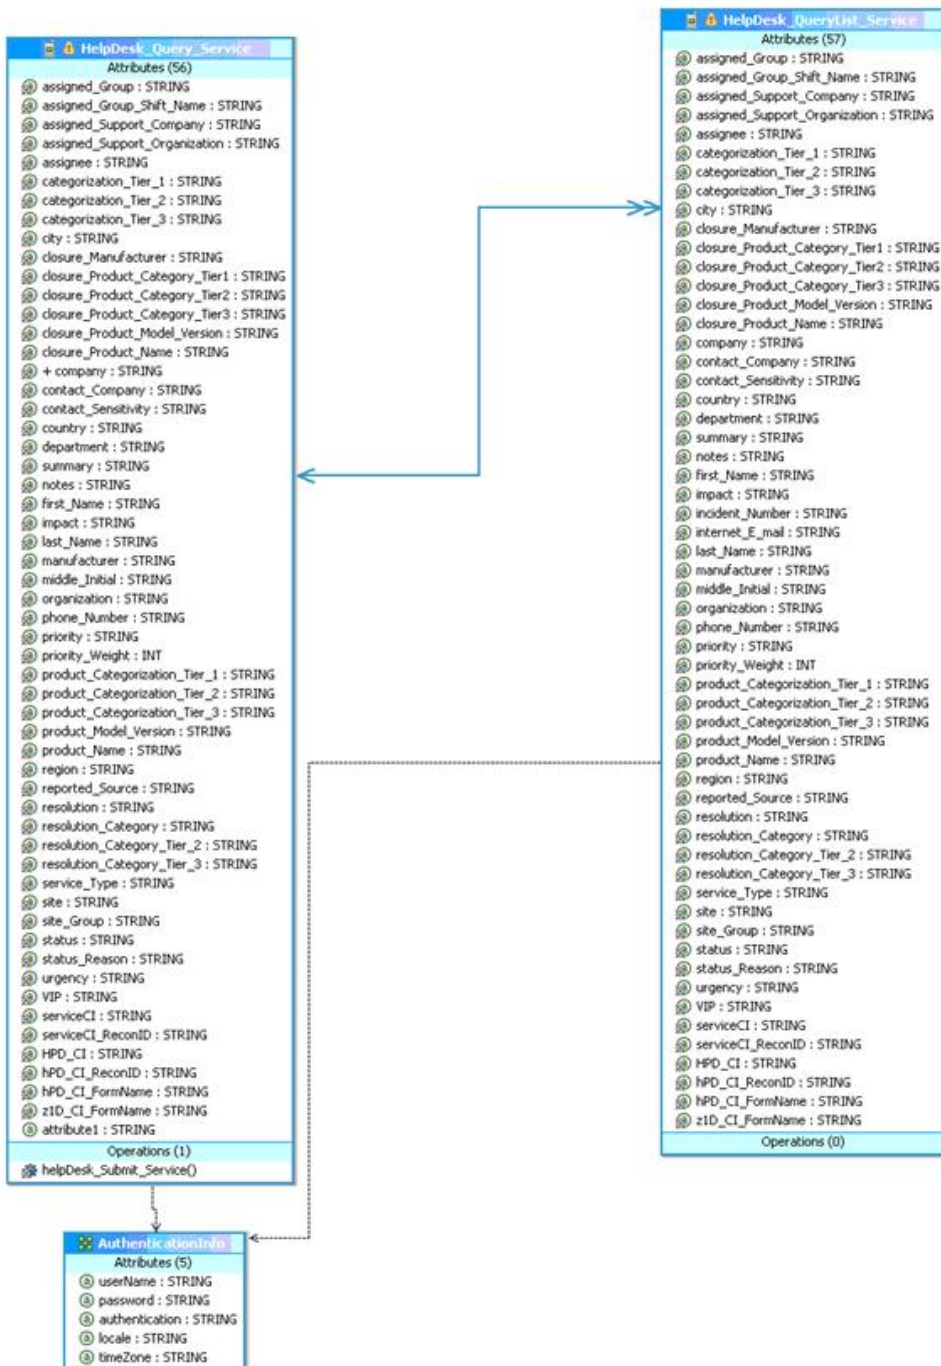 HelpDesk_Query_Service
Attributes (56)
assigned_Group : STRING
assigned_Group_Shift_Name : STRING
assigned_Support_Company : STRING
assigned_Support_Organization : STRING
assignee : STRING
categorization_Tier_1 : STRING
categorization_Tier_2 : STRING
categorization_Tier_3 : STRING
city : STRING
closure_Manufacturer : STRING
closure_Product_Category_Tier1 : STRING
closure_Product_Category_Tier2 : STRING
closure_Product_Category_Tier3 : STRING
closure_Product_Model_Version : STRING
closure_Product_Name : STRING
+ company : STRING
contact_Company : STRING
contact_Sensitivity : STRING
country : STRING
department : STRING
summary : STRING
notes : STRING
first_Name : STRING
impact : STRING
last_Name : STRING
manufacturer : STRING
middle_Initial : STRING
organization : STRING
phone_Number : STRING
priority : STRING
priority_Weight : INT
product_Categorization_Tier_1 : STRING
product_Categorization_Tier_2 : STRING
product_Categorization_Tier_3 : STRING
product_Model_Version : STRING
product_Name : STRING
region : STRING
reported_Source : STRING
resolution : STRING
resolution_Category : STRING
resolution_Category_Tier_2 : STRING
resolution_Category_Tier_3 : STRING
service_Type : STRING
site : STRING
site_Group : STRING
status : STRING
status_Reason : STRING
urgency : STRING
VIP : STRING
serviceCI : STRING
serviceCI_ReconID : STRING
HPD_CI : STRING
hPD_CI_ReconID : STRING
hPD_CI_FormName : STRING
z1D_CI_FormName : STRING
attribute1 : STRING
Operations (1)
helpDesk_Submit_Service()
HelpDesk_QueryList_Service
Attributes (57)
assigned_Group : STRING
assigned_Group_Shift_Name : STRING
assigned_Support_Company : STRING
assigned_Support_Organization : STRING
assignee : STRING
categorization_Tier_1 : STRING
categorization_Tier_2 : STRING
categorization_Tier_3 : STRING
city : STRING
closure_Manufacturer : STRING
closure_Product_Category_Tier1 : STRING
closure_Product_Category_Tier2 : STRING
closure_Product_Category_Tier3 : STRING
closure_Product_Model_Version : STRING
closure_Product_Name : STRING
company : STRING
contact_Company : STRING
contact_Sensitivity : STRING
country : STRING
department : STRING
summary : STRING
notes : STRING
first_Name : STRING
impact : STRING
incident_Number : STRING
internet_E_mail : STRING
last_Name : STRING
manufacturer : STRING
middle_Initial : STRING
organization : STRING
phone_Number : STRING
priority : STRING
priority_Weight : INT
product_Categorization_Tier_1 : STRING
product_Categorization_Tier_2 : STRING
product_Categorization_Tier_3 : STRING
product_Model_Version : STRING
product_Name : STRING
region : STRING
reported_Source : STRING
resolution : STRING
resolution_Category : STRING
resolution_Category_Tier_2 : STRING
resolution_Category_Tier_3 : STRING
service_Type : STRING
site : STRING
site_Group : STRING
status : STRING
status_Reason : STRING
urgency : STRING
VIP : STRING
serviceCI : STRING
serviceCI_ReconID : STRING
HPD_CI : STRING
hPD_CI_ReconID : STRING
hPD_CI_FormName : STRING
z1D_CI_FormName : STRING
Operations (0)
AuthenticationInfo
Attributes (5)
userName : STRING
password : STRING
authentication : STRING
locale : STRING
timeZone : STRING